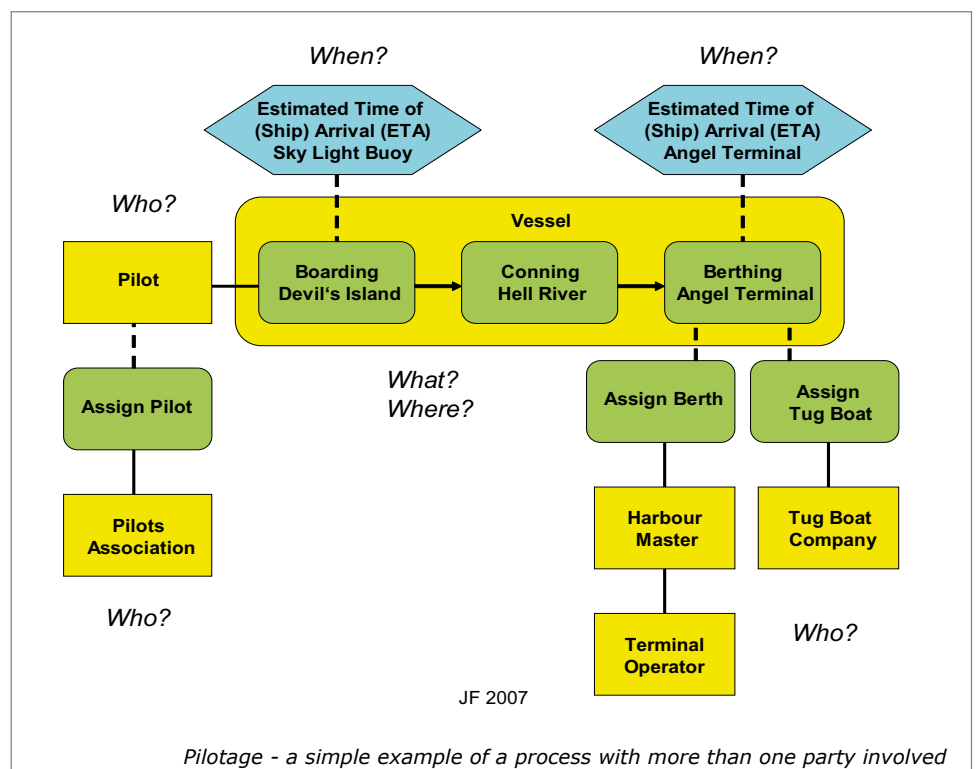 When?
When?
Estimated Time of
(Ship) Arrival (ETA)
Sky Light Buoy
Estimated Time of
(Ship) Arrival (ETA)
Angel Terminal
Who?
Vessel
Pilot
Boarding
Devil‘s Island
Conning
Hell River
Berthing
Angel Terminal
What?
Where?
Assign Pilot
Assign Berth
Assign
Tug Boat
Pilots
Association
Harbour
Master
Tug Boat
Company
Who?
Terminal
Operator
Who?
JF 2007
Pilotage - a simple example of a process with more than one party involved